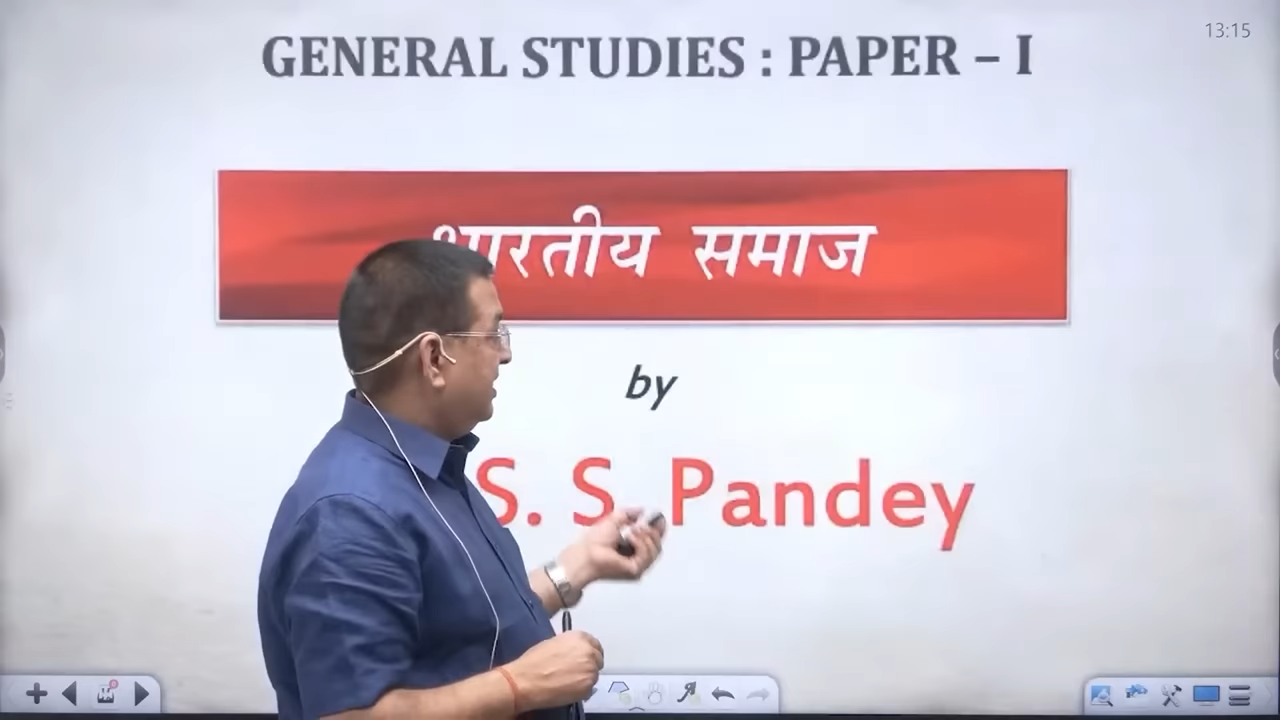 13:15
GENERAL STUDIES : PAPER – I
भारतीय समाज
by
S. S. Pandey